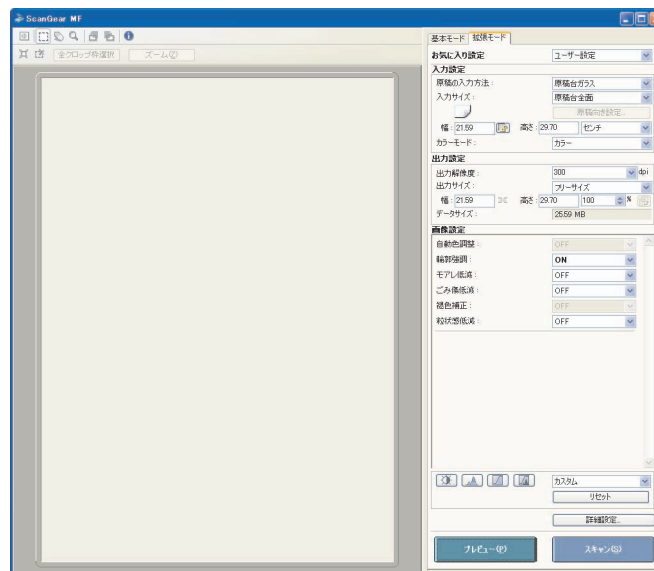 ScanGear MF
全クロップ枠選択 ズーム(Z)
基本モード 拡張モード
お気に入り設定 ユーザー設定
入力設定
原稿の入力方法: 原稿台ガラス
入力サイズ: 原稿台全面
原稿向き設定...
幅: 21.59 高さ: 29.70 センチ
カラーモード: カラー
出力設定
出力解像度: 300 dpi
出力サイズ: フリーサイズ
幅: 21.59 高さ: 29.70 100 %
データサイズ: 25.59 MB
画像設定
自動色調整: OFF
輪郭強調: ON
モアレ低減: OFF
ごみ傷低減: OFF
褪色補正: OFF
粒状感低減: OFF
カスタム
リセット
詳細設定...
プレビュー(P) スキャン(S)